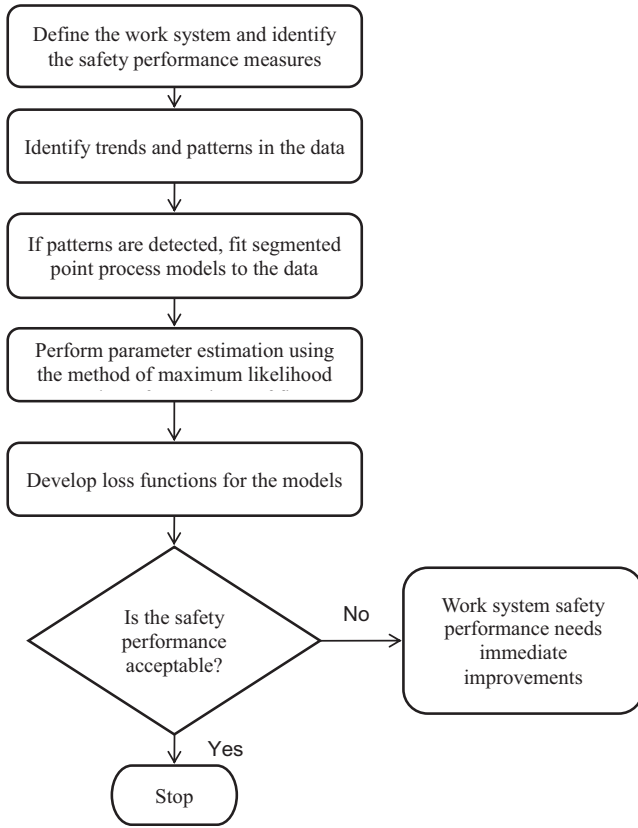 Define the work system and identify
the safety performance measures
Identify trends and patterns in the data
If patterns are detected, fit segmented
point process models to the data
Perform parameter estimation using
the method of maximum likelihood
Develop loss functions for the models
Is the safety
performance
acceptable?
No
Work system safety
performance needs
immediate
improvements
Yes
Stop